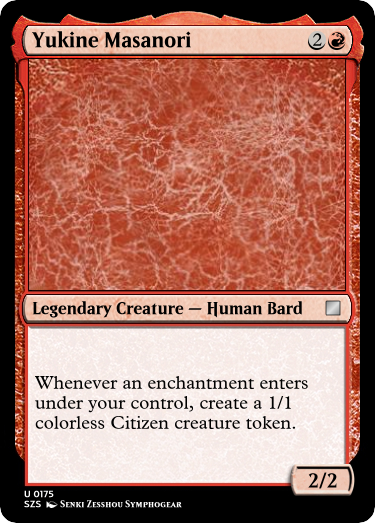 Yukine Masanori 2
Legendary Creature — Human Bard
Whenever an enchantment enters
under your control, create a 1/1
colorless Citizen creature token.
2/2
U 0175
SZS Senki Zesshou Symphogear